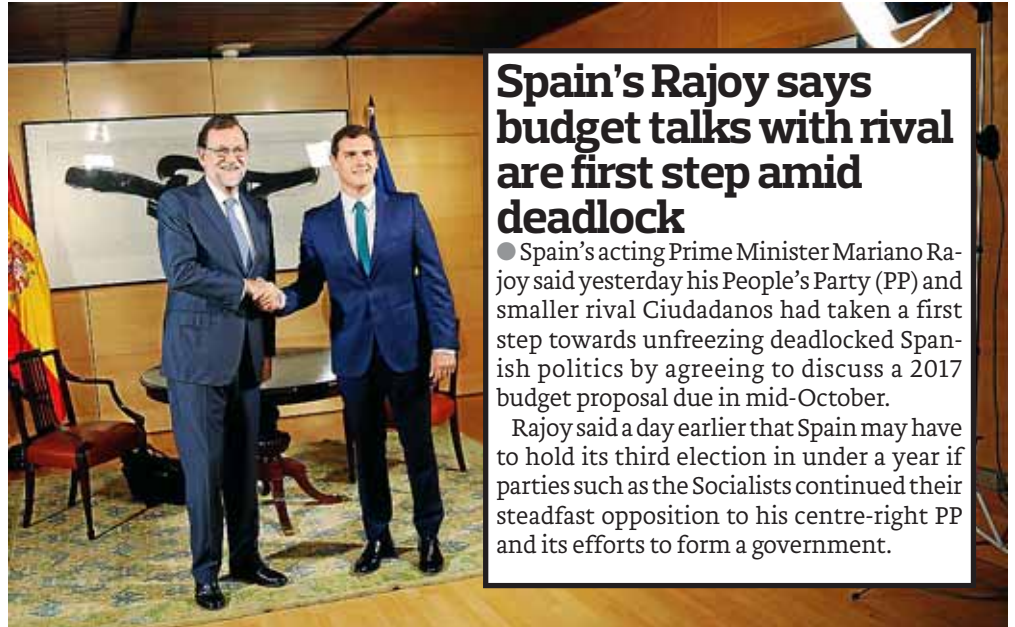 Spain’s Rajoy says
budget talks with rival
are first step amid
deadlock
● Spain’s acting Prime Minister Mariano Ra-
joy said yesterday his People’s Party (PP) and
smaller rival Ciudadanos had taken a first
step towards unfreezing deadlocked Span-
ish politics by agreeing to discuss a 2017
budget proposal due in mid-October.
Rajoy said a day earlier that Spain may have
to hold its third election in under a year if
parties such as the Socialists continued their
steadfast opposition to his centre-right PP
and its efforts to form a government.